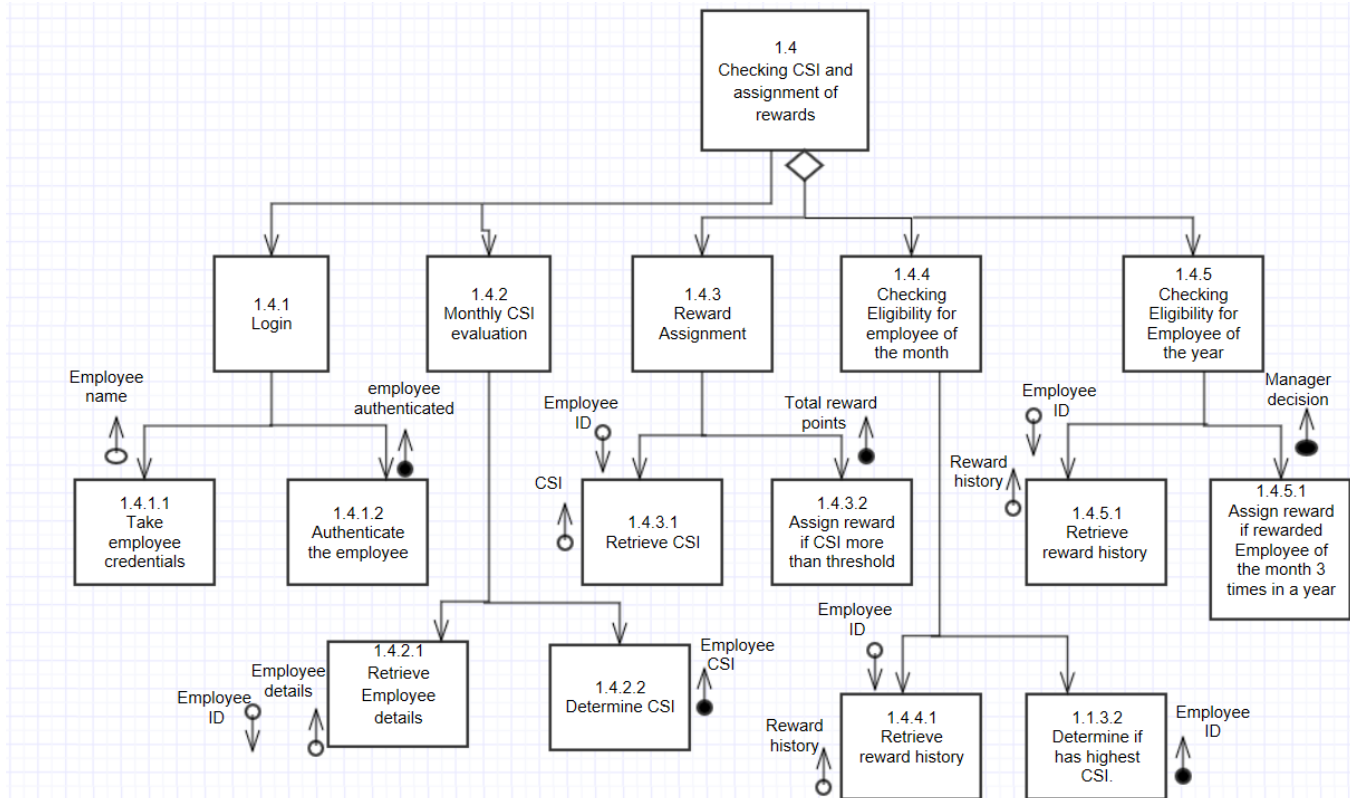 1.4
Checking CSI and
assignment of
rewards
1.4.1
Login
1.4.2
Monthly CSI
evaluation
1.4.3
Reward
Assignment
1.4.4
Checking
Eligibility for
employee of
the month
1.4.5
Checking
Eligibility for
Employee of
the year
Employee
name
employee
authenticated
Employee
ID
Total reward
points
Employee
ID
Manager
decision
CSI
Reward
history
1.4.1.1
Take
employee
credentials
1.4.1.2
Authenticate
the employee
1.4.3.1
Retrieve CSI
1.4.3.2
Assign reward
if CSI more
than threshold
1.4.5.1
Retrieve
reward history
1.4.5.1
Assign reward
if rewarded
Employee of
the month 3
times in a year
Employee
ID
Employee
details
1.4.2.1
Retrieve
Employee
details
1.4.2.2
Determine CSI
Employee
CSI
Employee
ID
Reward
history
1.4.4.1
Retrieve
reward history
1.1.3.2
Determine if
has highest
CSI.
Employee
ID